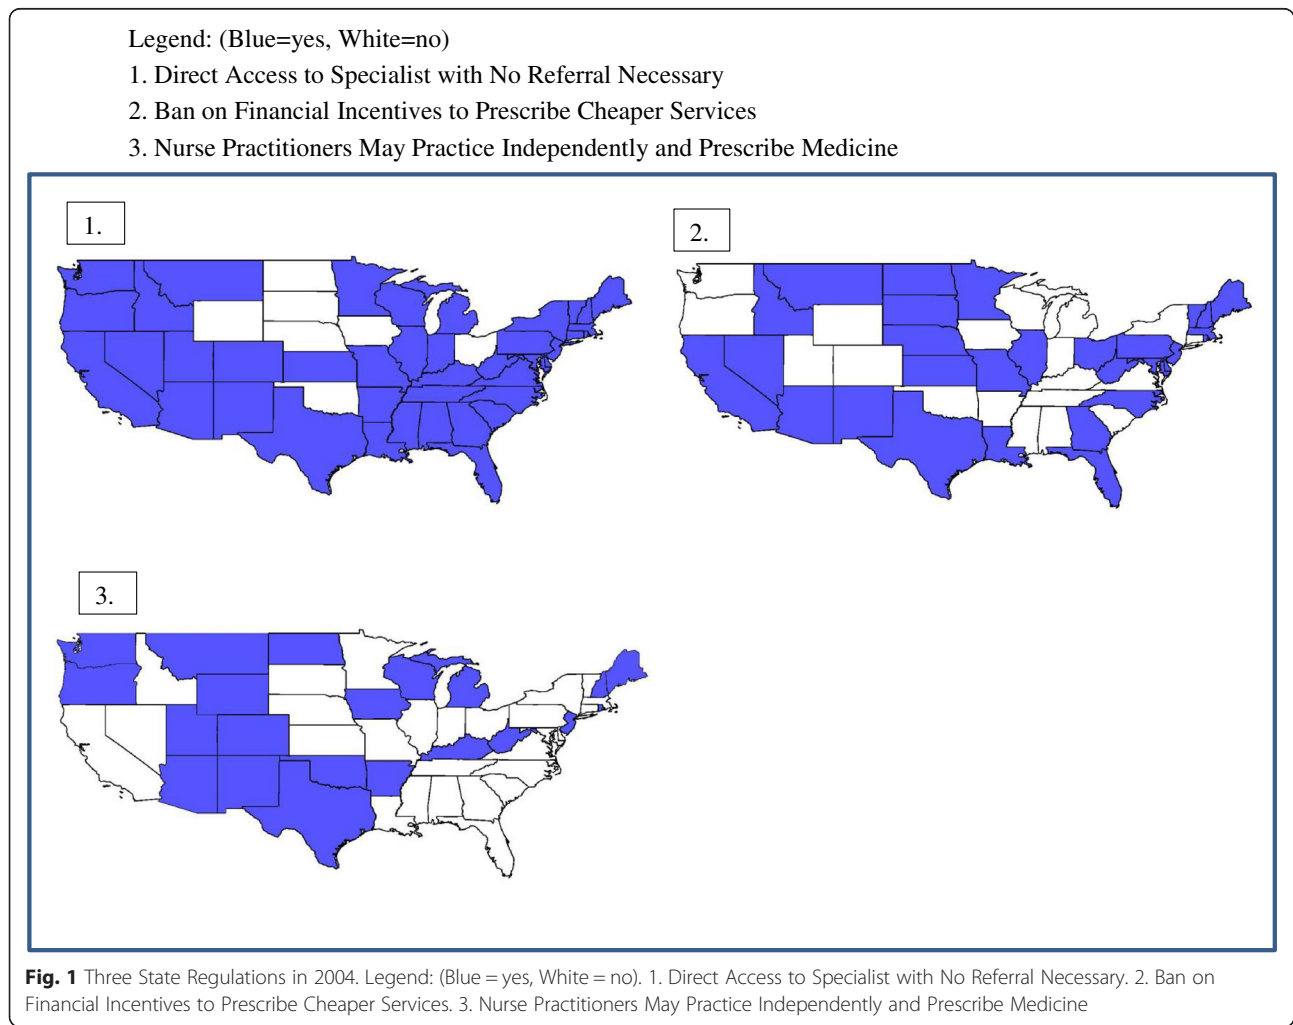 Legend: (Blue=yes, White=no)
1. Direct Access to Specialist with No Referral Necessary
2. Ban on Financial Incentives to Prescribe Cheaper Services
3. Nurse Practitioners May Practice Independently and Prescribe Medicine
1.
2.
3.
Fig. 1 Three State Regulations in 2004. Legend: (Blue = yes, White = no). 1. Direct Access to Specialist with No Referral Necessary. 2. Ban on
Financial Incentives to Prescribe Cheaper Services. 3. Nurse Practitioners May Practice Independently and Prescribe Medicine